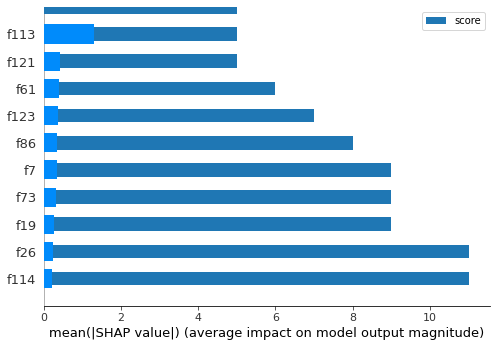 score
f113
f121
f61
f123
f86
f7
f73
f19
f26
f114
0 2 4 6 8 10
mean(|SHAP value|) (average impact on model output magnitude)